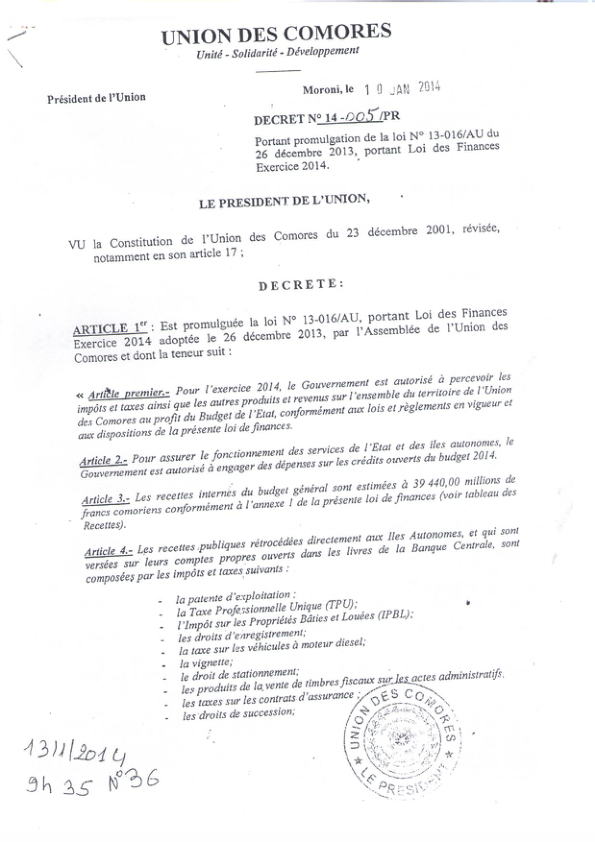 UNION DES COMORES
Unité - Solidarité - Développement
Président de l'Union
Moroni, le 10 JAN 2014
DECRET N° 14-005/PR
Portant promulgation de la loi N° 13-016/AU du
26 décembre 2013, portant Loi des Finances
Exercice 2014.
LE PRESIDENT DE L'UNION,
VU la Constitution de l'Union des Comores du 23 décembre 2001, révisée,
notamment en son article 17 ;
DECRETE :
ARTICLE 1er : Est promulguée la loi N° 13-016/AU, portant Loi des Finances
Exercice 2014 adoptée le 26 décembre 2013, par l'Assemblée de l'Union des
Comores et dont la teneur suit :
« Article premier.- Pour l'exercice 2014, le Gouvernement est autorisé à percevoir les
impôts et taxes ainsi que les autres produits et revenus sur l'ensemble du territoire de l'Union
des Comores au profit du Budget de l'Etat, conformément aux lois et règlements en vigueur et
aux dispositions de la présente loi de finances.
Article 2.- Pour assurer le fonctionnement des services de l'Etat et des îles autonomes, le
Gouvernement est autorisé à engager des dépenses sur les crédits ouverts du budget 2014.
Article 3.- Les recettes internes du budget général sont estimées à 39 440,00 millions de
francs comoriens conformément à l'annexe 1 de la présente loi de finances (voir tableau des
Recettes).
Article 4.- Les recettes publiques rétrocédées directement aux Iles Autonomes, et qui sont
versées sur leurs comptes propres ouverts dans les livres de la Banque Centrale, sont
composées par les impôts et taxes suivants :
- la patente d'exploitation ;
- la Taxe Professionnelle Unique (TPU);
- l'Impôt sur les Propriétés Bâties et Louées (IPBL);
- les droits d'enregistrement;
- la taxe sur les véhicules à moteur diesel;
- la vignette;
- le droit de stationnement;
- les produits de la vente de timbres fiscaux sur les actes administratifs.
- les taxes sur les contrats d'assurance ;
- les droits de succession;
UNION DES COMORES
LE PRESIDENT
13/1/2014
9h 35 N°36